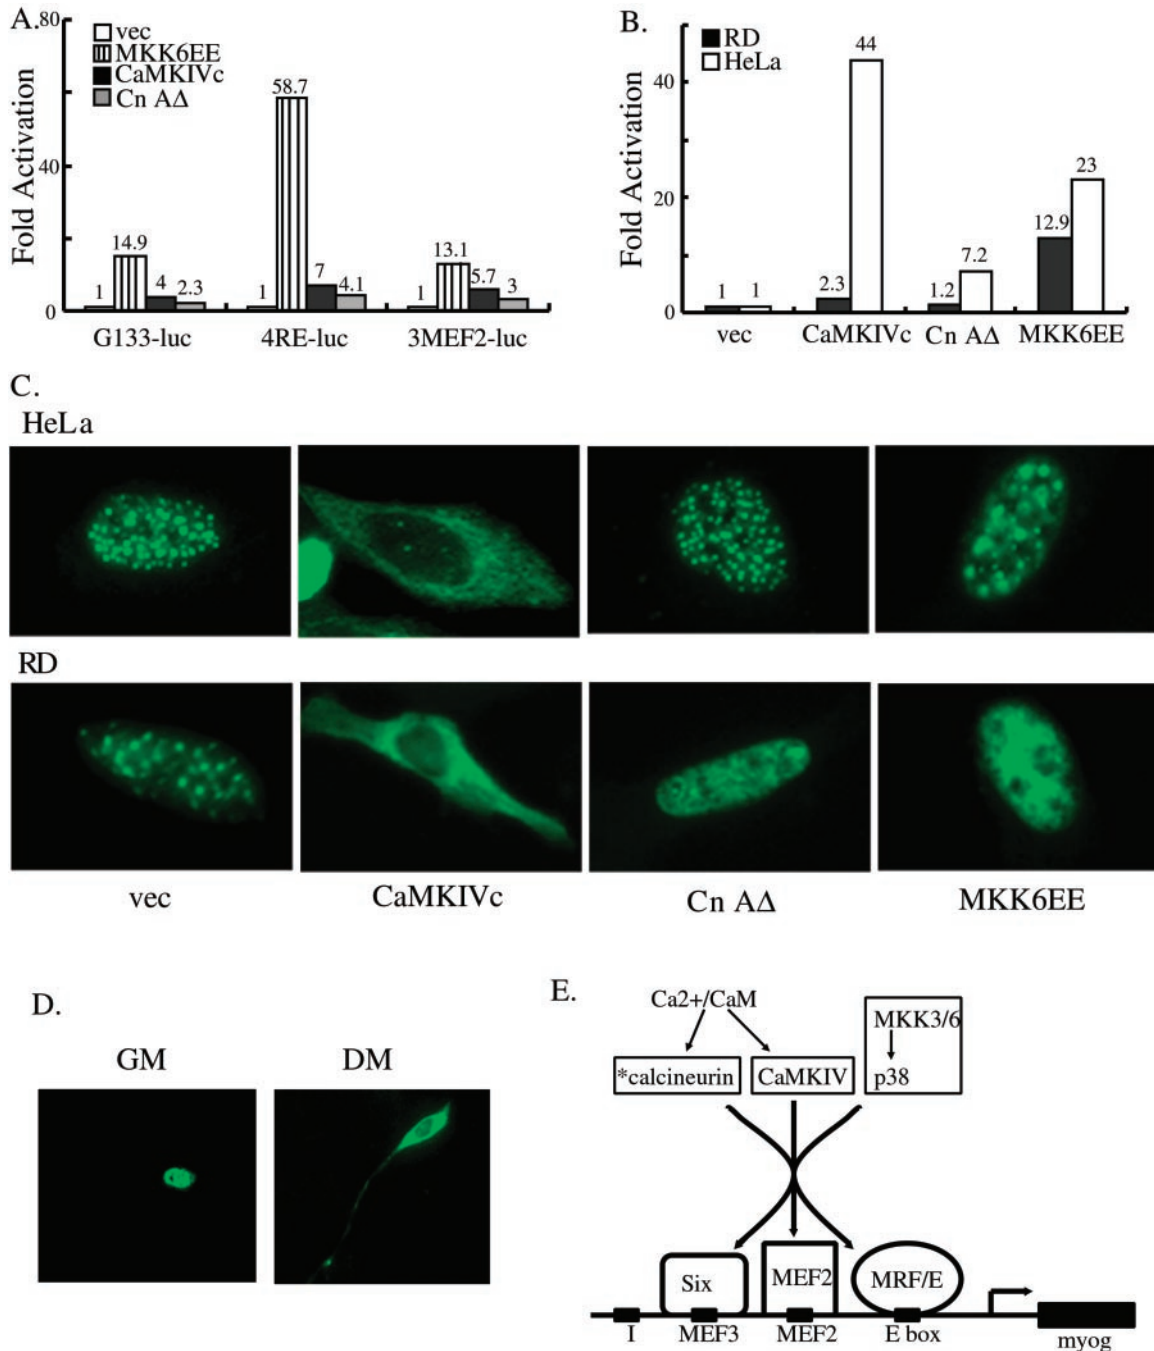 A.
80
40
0
Fold Activation
vec
MKK6EE
CaMKIVc
Cn AΔ
1
14.9
4
2.3
1
58.7
7
4.1
1
13.1
5.7
3
G133-luc
4RE-luc
3MEF2-luc
B.
40
20
0
Fold Activation
RD
HeLa
1
1
2.3
44
1.2
7.2
12.9
23
vec
CaMKIVc
Cn AΔ
MKK6EE
C.
HeLa
RD
vec
CaMKIVc
Cn AΔ
MKK6EE
D.
GM
DM
E.
Ca2+/CaM
MKK3/6
*calcineurin
CaMKIV
p38
Six
MEF2
MRF/E
I
MEF3
MEF2
E box
myog